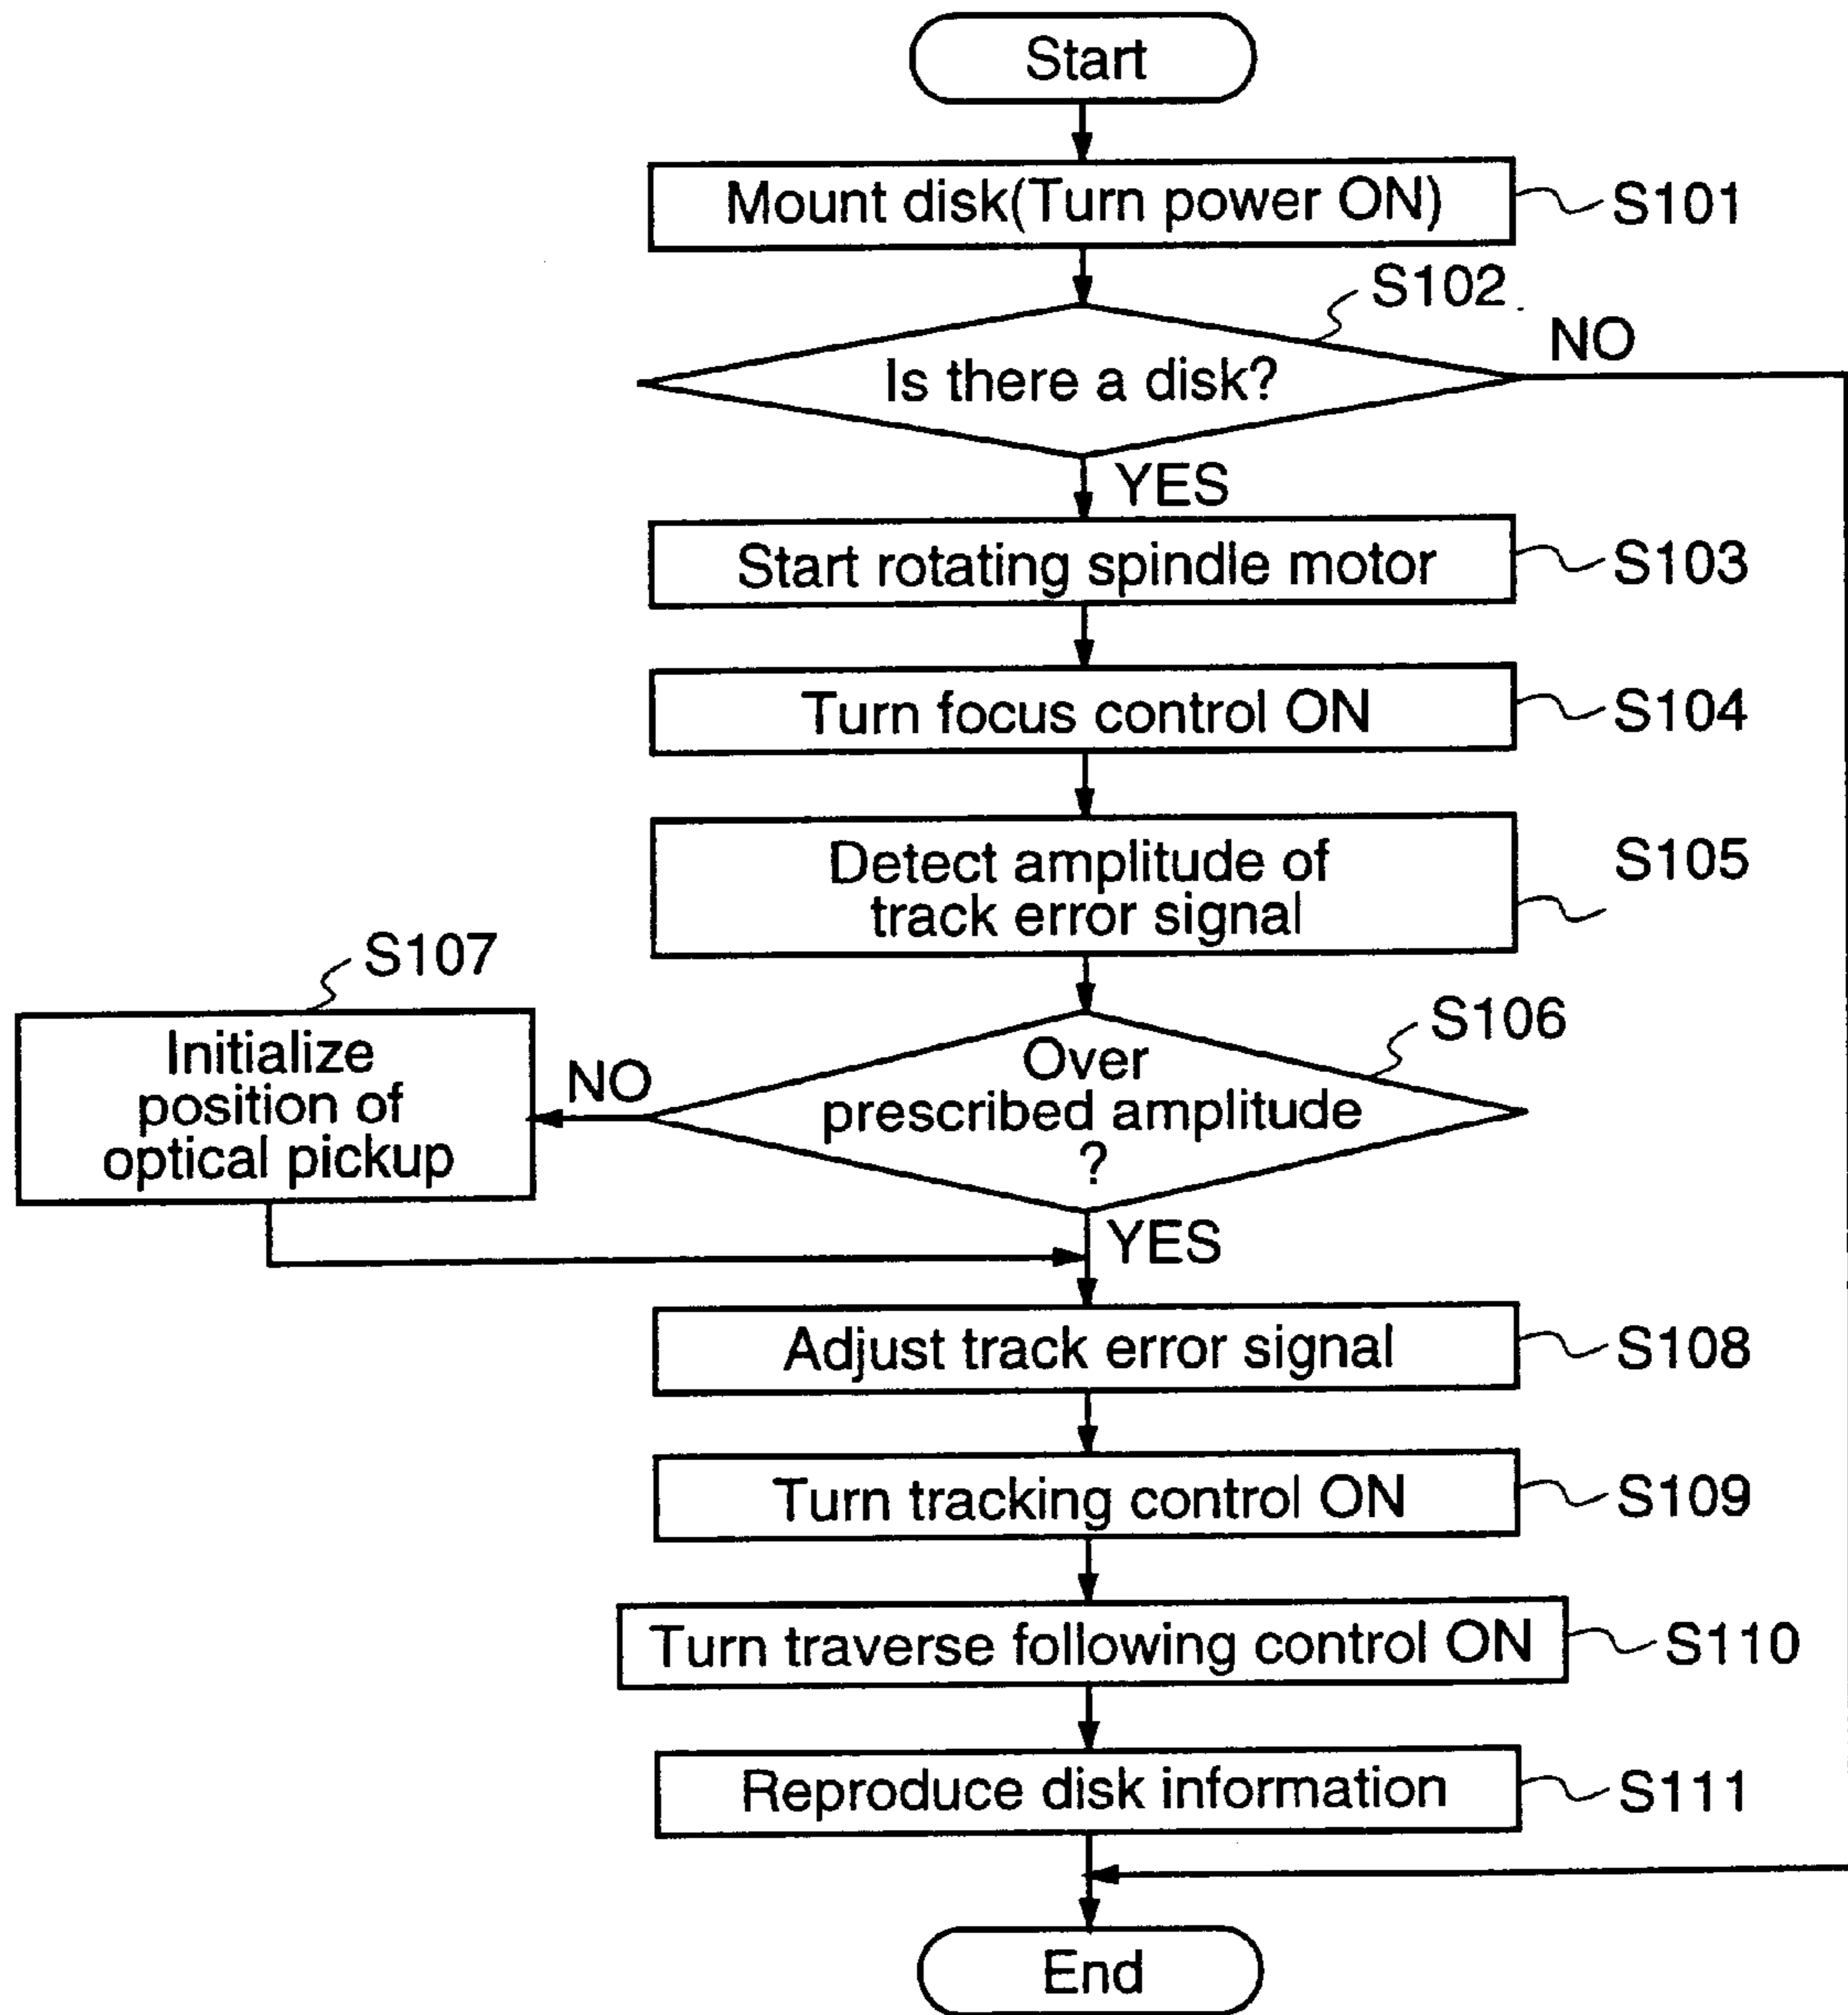 Start
Mount disk(Turn power ON)
S101
S102
Is there a disk?
NO
YES
Start rotating spindle motor
S103
Turn focus control ON
S104
Detect amplitude of
track error signal
S105
S107
Initialize
position of
optical pickup
NO
S106
Over
prescribed amplitude
?
YES
Adjust track error signal
S108
Turn tracking control ON
S109
Turn traverse following control ON
S110
Reproduce disk information
S111
End